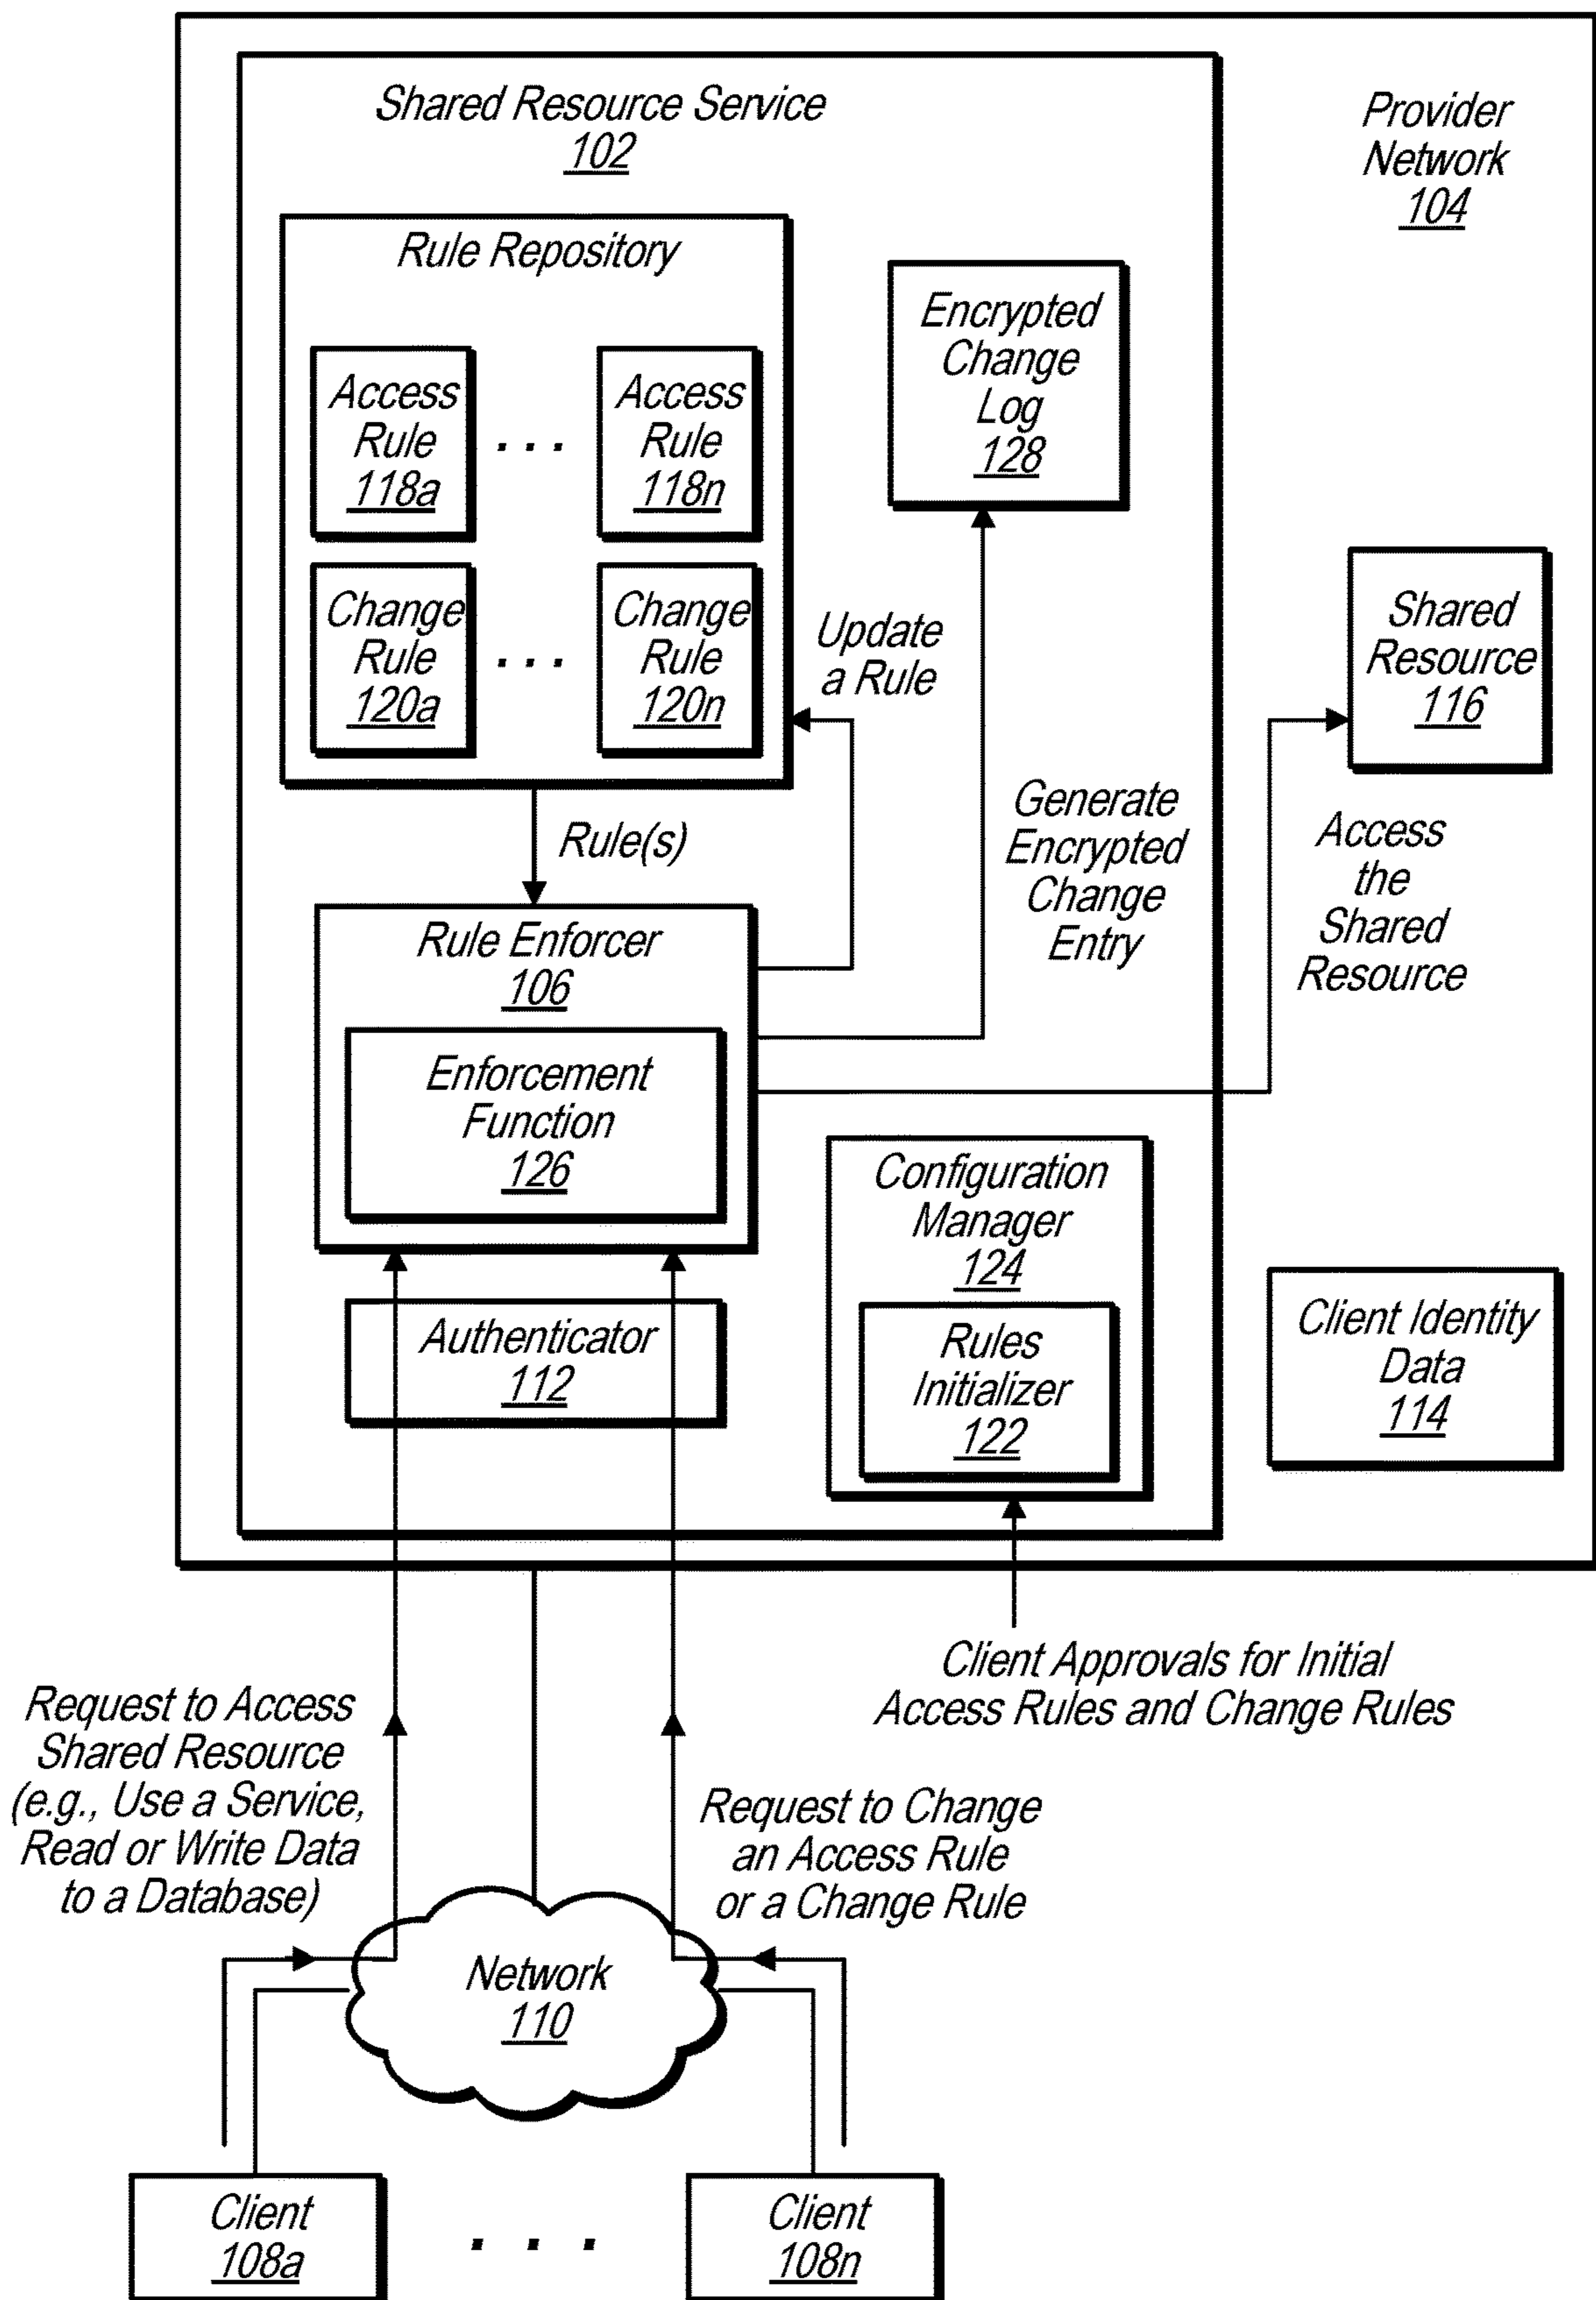 Shared Resource Service
102
Provider
Network
104
Rule Repository
Access
Rule
118a
. . .
Access
Rule
118n
Change
Rule
120a
. . .
Change
Rule
120n
Encrypted
Change
Log
128
Update
a Rule
Shared
Resource
116
Rule(s)
Generate
Encrypted
Change
Entry
Access
the
Shared
Resource
Rule Enforcer
106
Enforcement
Function
126
Configuration
Manager
124
Rules
Initializer
122
Authenticator
112
Client Identity
Data
114
Client Approvals for Initial
Access Rules and Change Rules
Request to Access
Shared Resource
(e.g., Use a Service,
Read or Write Data
to a Database)
Request to Change
an Access Rule
or a Change Rule
Network
110
Client
108a
. . .
Client
108n